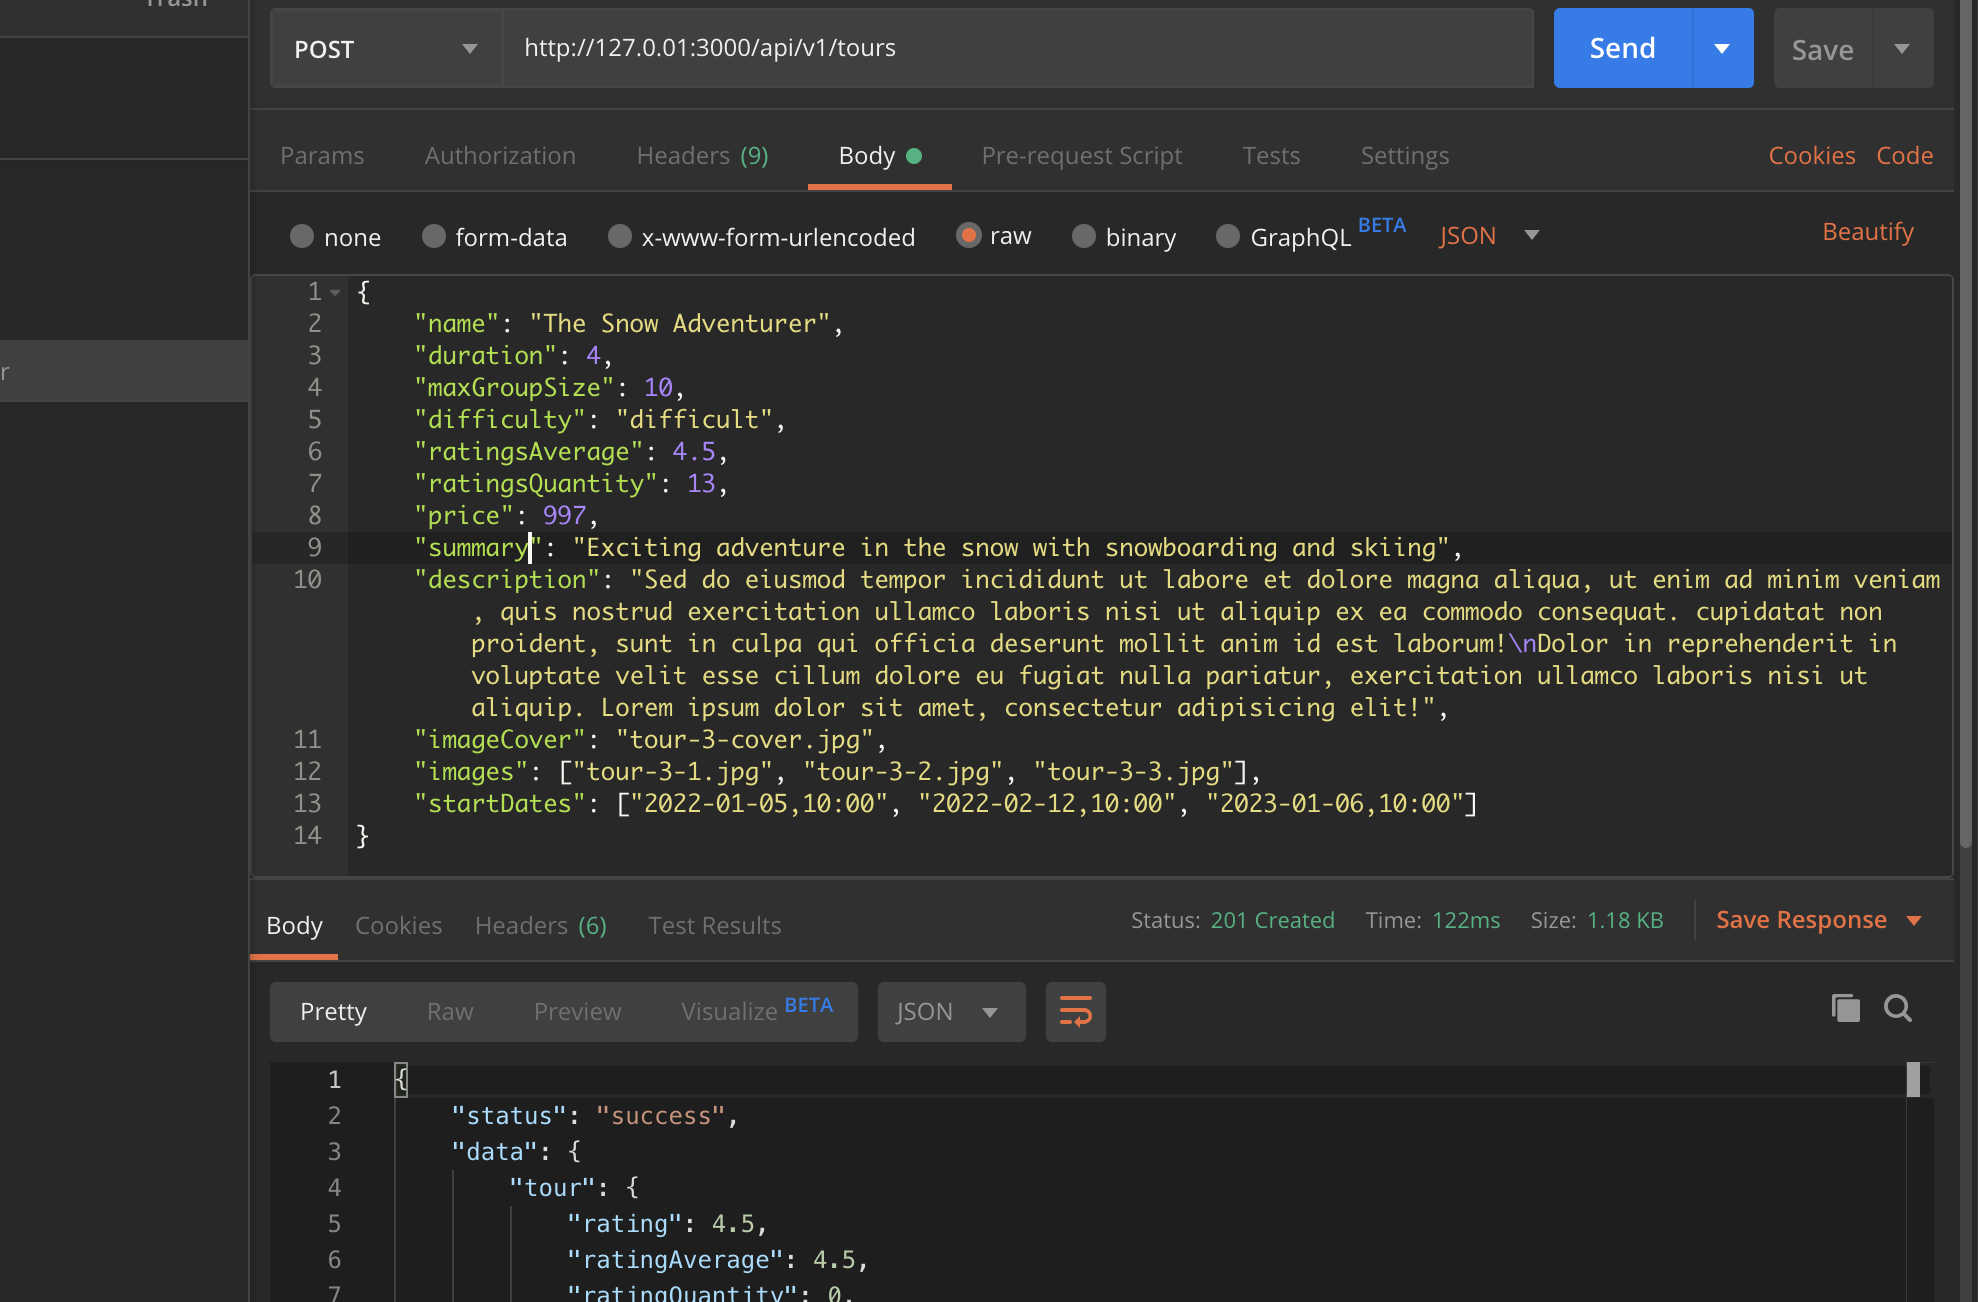 Trash
POST http://127.0.01:3000/api/v1/tours Send Save
Params Authorization Headers (9) Body Pre-request Script Tests Settings Cookies Code
none form-data x-www-form-urlencoded raw binary GraphQL BETA JSON Beautify
r
1 {
2 "name": "The Snow Adventurer",
3 "duration": 4,
4 "maxGroupSize": 10,
5 "difficulty": "difficult",
6 "ratingsAverage": 4.5,
7 "ratingsQuantity": 13,
8 "price": 997,
9 "summary": "Exciting adventure in the snow with snowboarding and skiing",
10 "description": "Sed do eiusmod tempor incididunt ut labore et dolore magna aliqua, ut enim ad minim veniam
, quis nostrud exercitation ullamco laboris nisi ut aliquip ex ea commodo consequat. cupidatat non
proident, sunt in culpa qui officia deserunt mollit anim id est laborum!\nDolor in reprehenderit in
voluptate velit esse cillum dolore eu fugiat nulla pariatur, exercitation ullamco laboris nisi ut
aliquip. Lorem ipsum dolor sit amet, consectetur adipisicing elit!",
11 "imageCover": "tour-3-cover.jpg",
12 "images": ["tour-3-1.jpg", "tour-3-2.jpg", "tour-3-3.jpg"],
13 "startDates": ["2022-01-05,10:00", "2022-02-12,10:00", "2023-01-06,10:00"]
14 }
Body Cookies Headers (6) Test Results Status: 201 Created Time: 122ms Size: 1.18 KB Save Response
Pretty Raw Preview Visualize BETA JSON
1 {
2 "status": "success",
3 "data": {
4 "tour": {
5 "rating": 4.5,
6 "ratingAverage": 4.5,
7 "ratingQuantity": 0,